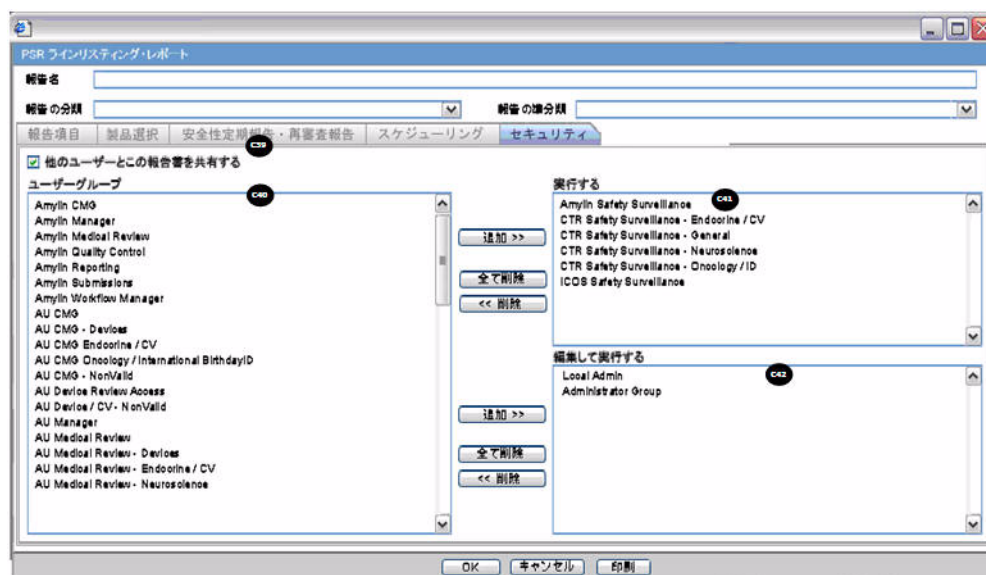 PSR ラインリスティング・レポート
報告名
報告の分類
報告の準分類
報告項目 製品選択 安全性定期報告・再審査報告 スケジューリング セキュリティ
C39
他のユーザーとこの報告書を共有する
ユーザーグループ
C40
Amylin CMG
Amylin Manager
Amylin Medical Review
Amylin Quality Control
Amylin Reporting
Amylin Submissions
Amylin Workflow Manager
AU CMG
AU CMG - Devices
AU CMG Endocrine / CV
AU CMG Oncology / International BirthdayID
AU CMG - NonValid
AU Device Review Access
AU Device / CV - NonValid
AU Manager
AU Medical Review
AU Medical Review - Devices
AU Medical Review - Endocrine / CV
AU Medical Review - Neuroscience
追加 >>
全て削除
<< 削除
追加 >>
全て削除
<< 削除
実行する
C41
Amylin Safety Surveillance
CTR Safety Surveillance - Endocrine / CV
CTR Safety Surveillance - General
CTR Safety Surveillance - Neuroscience
CTR Safety Surveillance - Oncology / ID
ICOS Safety Surveillance
編集して実行する
C42
Local Admin
Administrator Group
OK キャンセル 印刷